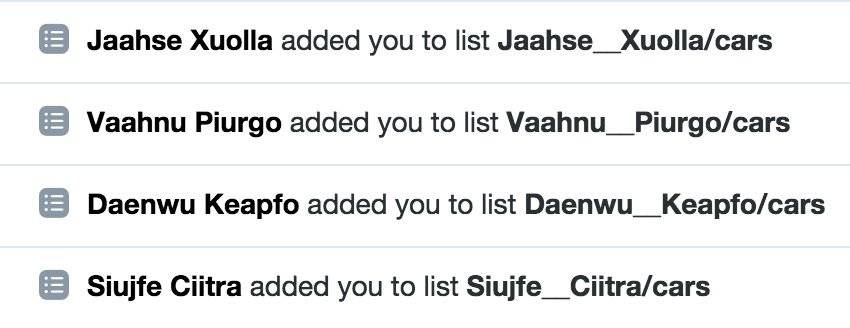 Jaahse Xuolla added you to list Jaahse__Xuolla/cars
Vaahnu Piurgo added you to list Vaahnu__Piurgo/cars
Daenwu Keapfo added you to list Daenwu__Keapfo/cars
Siujfe Ciitra added you to list Siujfe__Ciitra/cars